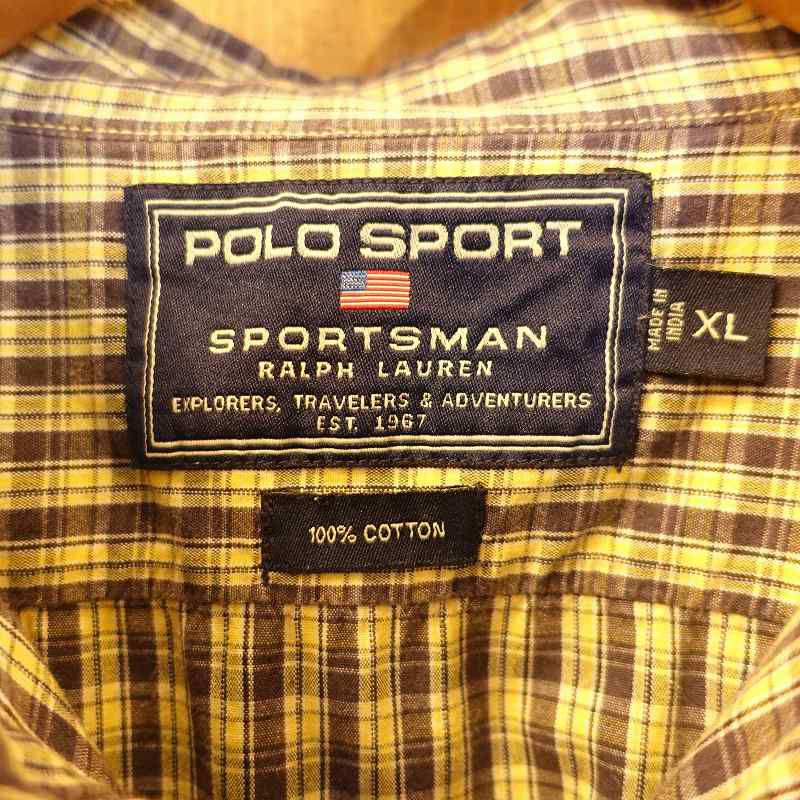 POLO SPORT
SPORTSMAN
RALPH LAUREN
EXPLORERS, TRAVELERS & ADVENTURERS
EST. 1967
MADE IN
INDIA
XL
100% COTTON